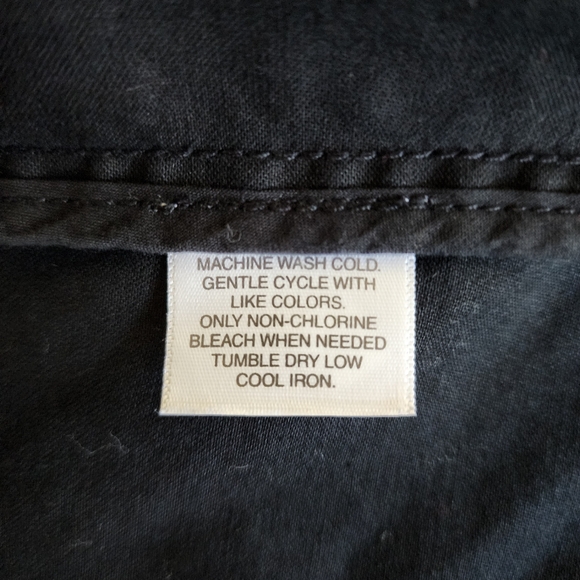 MACHINE WASH COLD.
GENTLE CYCLE WITH
LIKE COLORS.
ONLY NON-CHLORINE
BLEACH WHEN NEEDED
TUMBLE DRY LOW
COOL IRON.